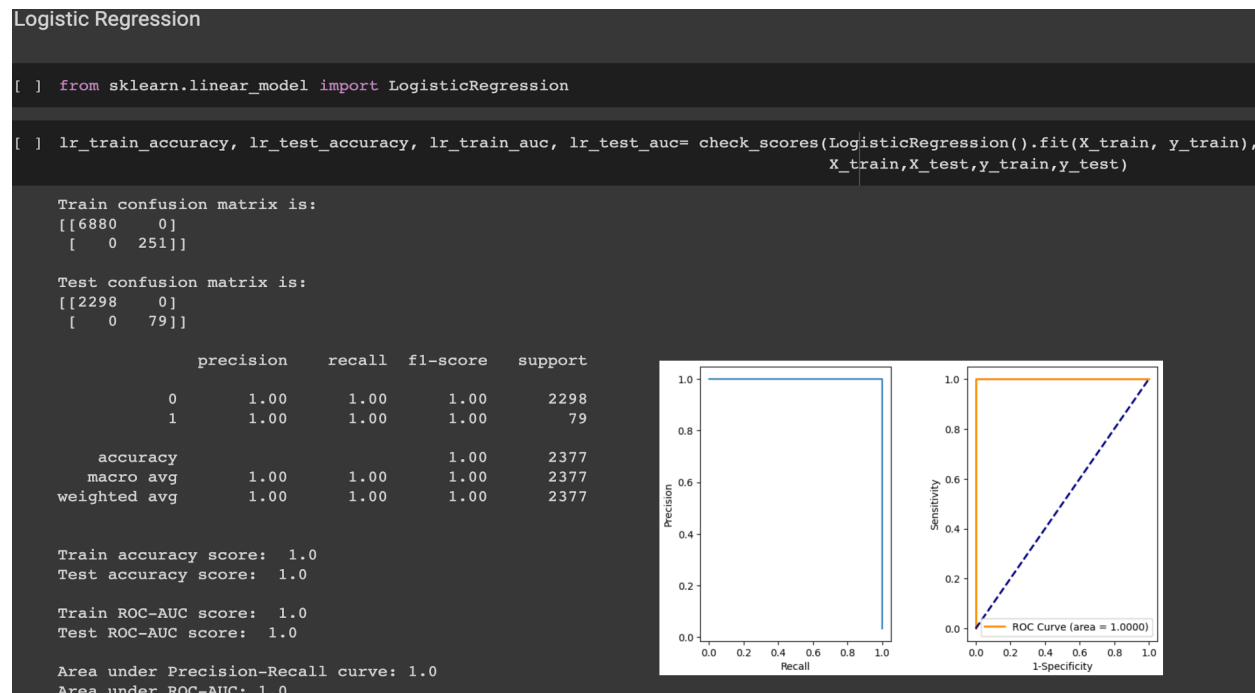 Logistic Regression
[ ] from sklearn.linear_model import LogisticRegression
[ ] lr_train_accuracy, lr_test_accuracy, lr_train_auc, lr_test_auc= check_scores(LogisticRegression().fit(X_train, y_train),
X_train,X_test,y_train,y_test)
Train confusion matrix is:
[[6880 0]
[ 0 251]]
Test confusion matrix is:
[[2298 0]
[ 0 79]]
precision recall f1-score support
0 1.00 1.00 1.00 2298
1 1.00 1.00 1.00 79
accuracy 1.00 2377
macro avg 1.00 1.00 1.00 2377
weighted avg 1.00 1.00 1.00 2377
Train accuracy score: 1.0
Test accuracy score: 1.0
Train ROC-AUC score: 1.0
Test ROC-AUC score: 1.0
Area under Precision-Recall curve: 1.0
Area under ROC-AUC: 1.0
1.0
0.8
0.6
0.4
0.2
0.0
Precision
0.0 0.2 0.4 0.6 0.8 1.0
Recall
1.0
0.8
0.6
0.4
0.2
0.0
Sensitivity
ROC Curve (area = 1.0000)
0.0 0.2 0.4 0.6 0.8 1.0
1-Specificity